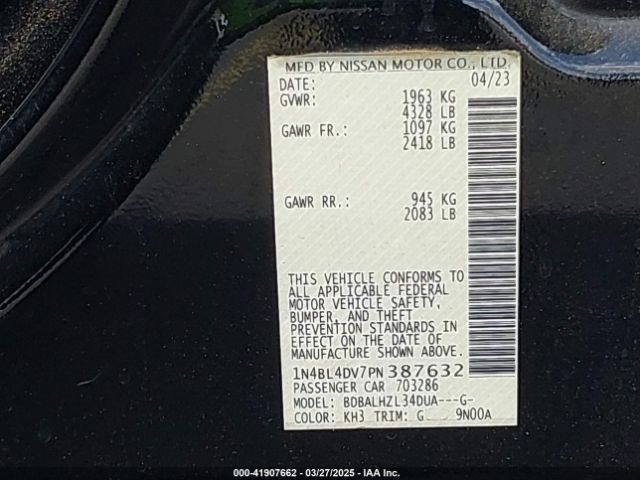 MFD BY NISSAN MOTOR CO., LTD.
DATE: 04/23
GVWR: 1963 KG
4328 LB
GAWR FR.: 1097 KG
2418 LB
GAWR RR.: 945 KG
2083 LB
THIS VEHICLE CONFORMS TO
ALL APPLICABLE FEDERAL
MOTOR VEHICLE SAFETY,
BUMPER, AND THEFT
PREVENTION STANDARDS IN
EFFECT ON THE DATE OF
MANUFACTURE SHOWN ABOVE.
1N4BL4DV7PN387632
PASSENGER CAR 703286
MODEL: BDBALHZL34DUA---G-
COLOR: KH3 TRIM: G 9N00A
000-41907662 — 03/27/2025 — IAA Inc.